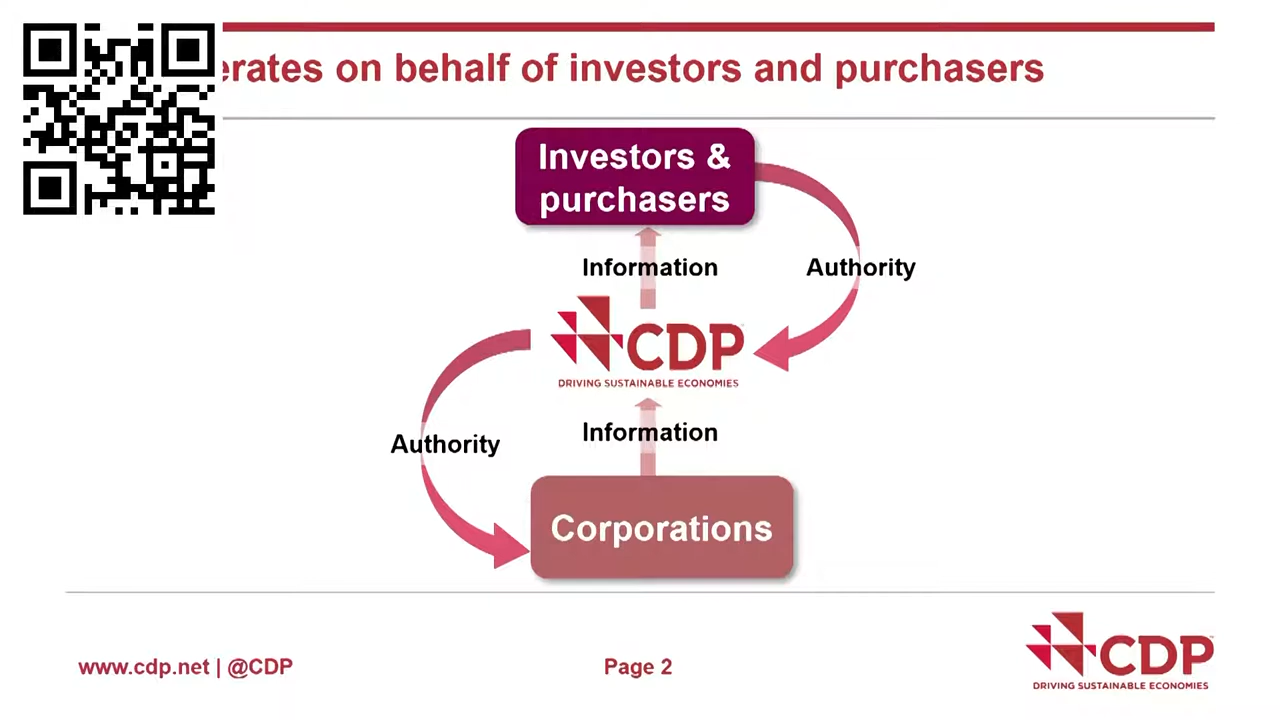 erates on behalf of investors and purchasers
Investors &
purchasers
Information
Authority
CDP
DRIVING SUSTAINABLE ECONOMIES
Authority
Information
Corporations
www.cdp.net | @CDP
Page 2
CDP
DRIVING SUSTAINABLE ECONOMIES